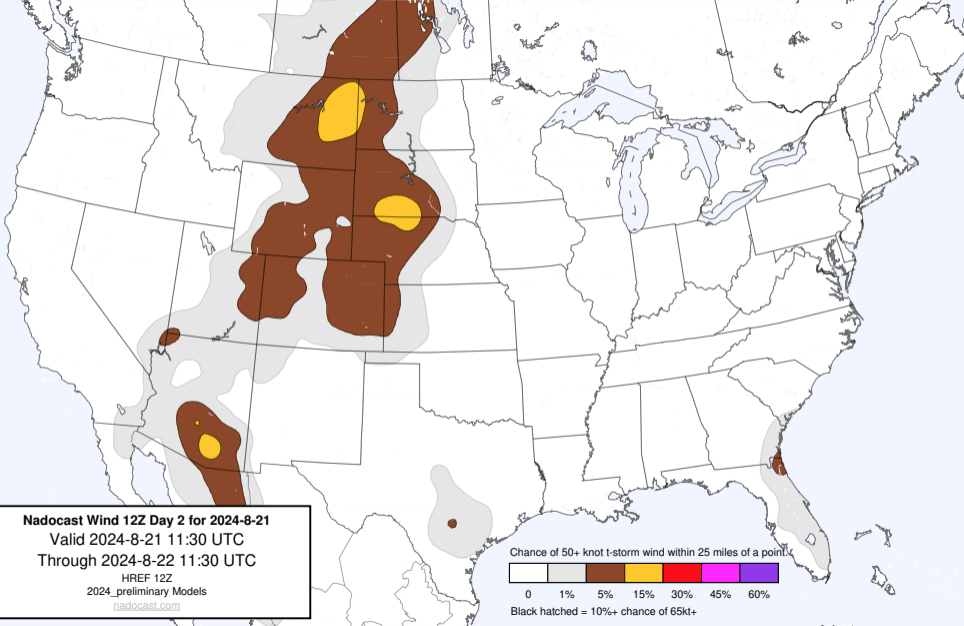 Nadocast Wind 12Z Day 2 for 2024-8-21
Valid 2024-8-21 11:30 UTC
Through 2024-8-22 11:30 UTC
HREF 12Z
2024_preliminary Models
nadocast.com
Chance of 50+ knot t-storm wind within 25 miles of a point.
0 1% 5% 15% 30% 45% 60%
Black hatched = 10%+ chance of 65kt+